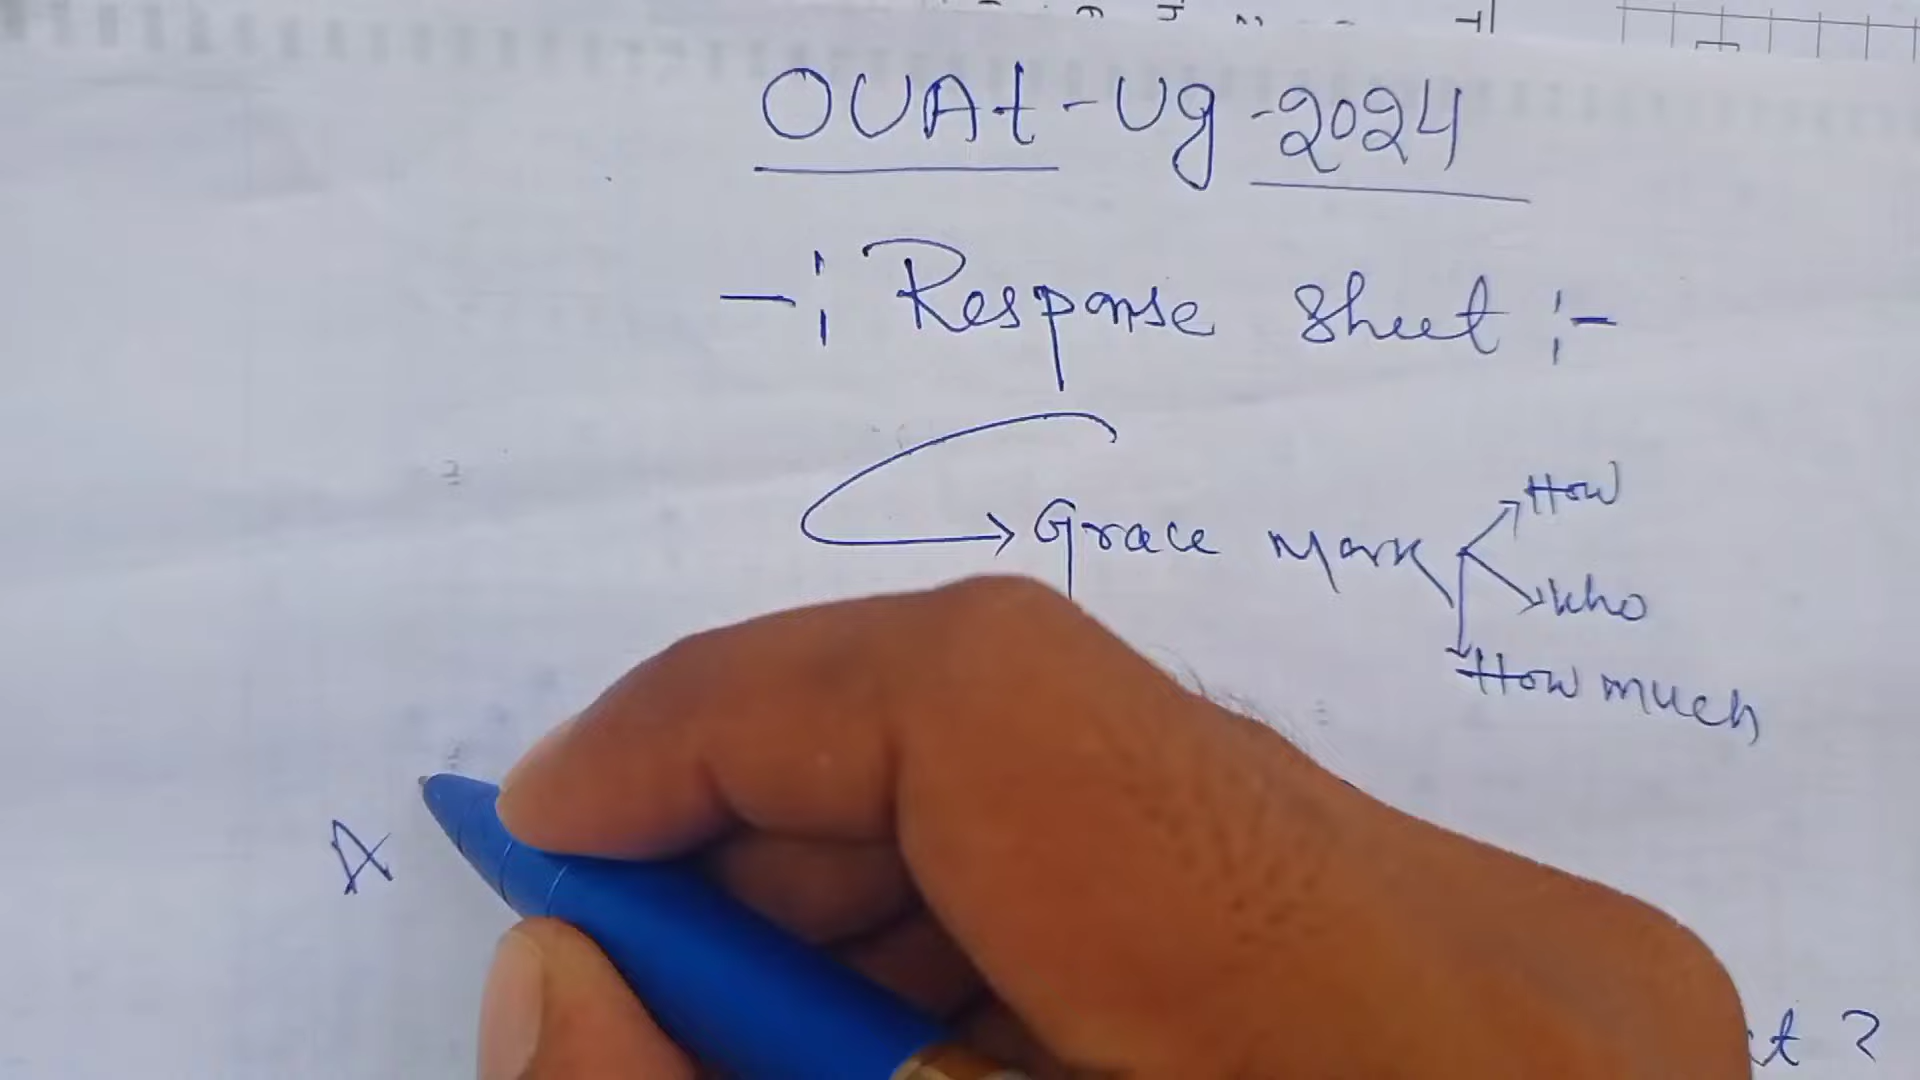 OUAt-Ug-2024
-: Response Sheet :-
Grace Mark
How
Who
How much
A
?